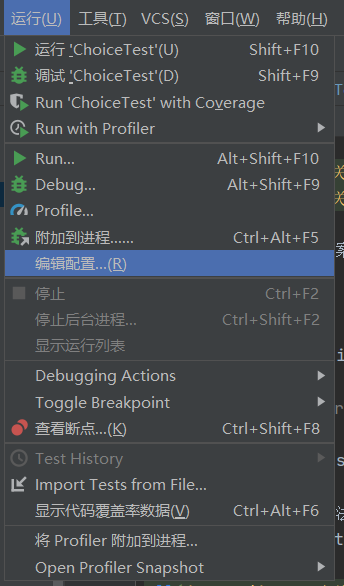 运行(U) 工具(T) VCS(S) 窗口(W) 帮助(H)
运行 'ChoiceTest'(U) Shift+F10
调试 'ChoiceTest'(D) Shift+F9
Run 'ChoiceTest' with Coverage
Run with Profiler
Run... Alt+Shift+F10
Debug... Alt+Shift+F9
Profile...
附加到进程...... Ctrl+Alt+F5
编辑配置...(R)
停止 Ctrl+F2
停止后台进程... Ctrl+Shift+F2
显示运行列表
Debugging Actions
Toggle Breakpoint
查看断点...(K) Ctrl+Shift+F8
Test History
Import Tests from File...
显示代码覆盖率数据(V) Ctrl+Alt+F6
将 Profiler 附加到进程...
Open Profiler Snapshot